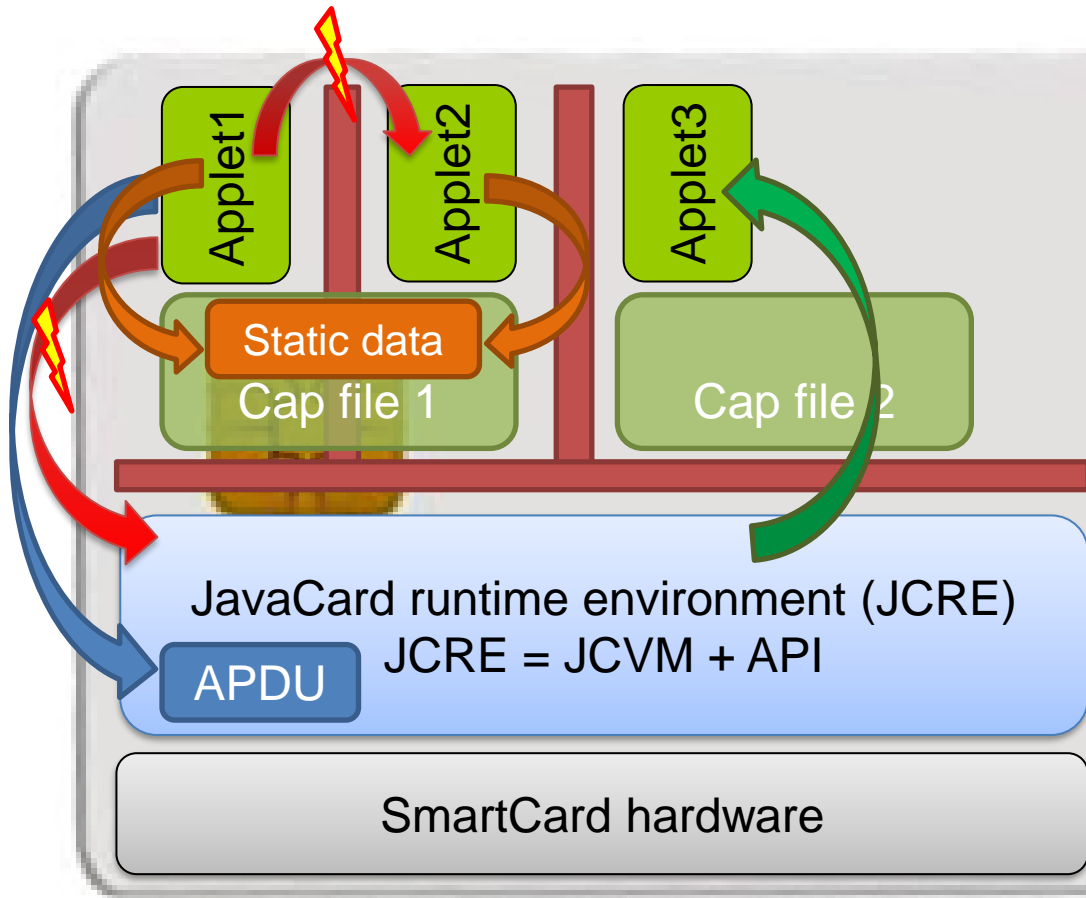 Applet1
Applet2
Applet3
Static data
Cap file 1
Cap file 2
JavaCard runtime environment (JCRE)
JCRE = JCVM + API
APDU
SmartCard hardware